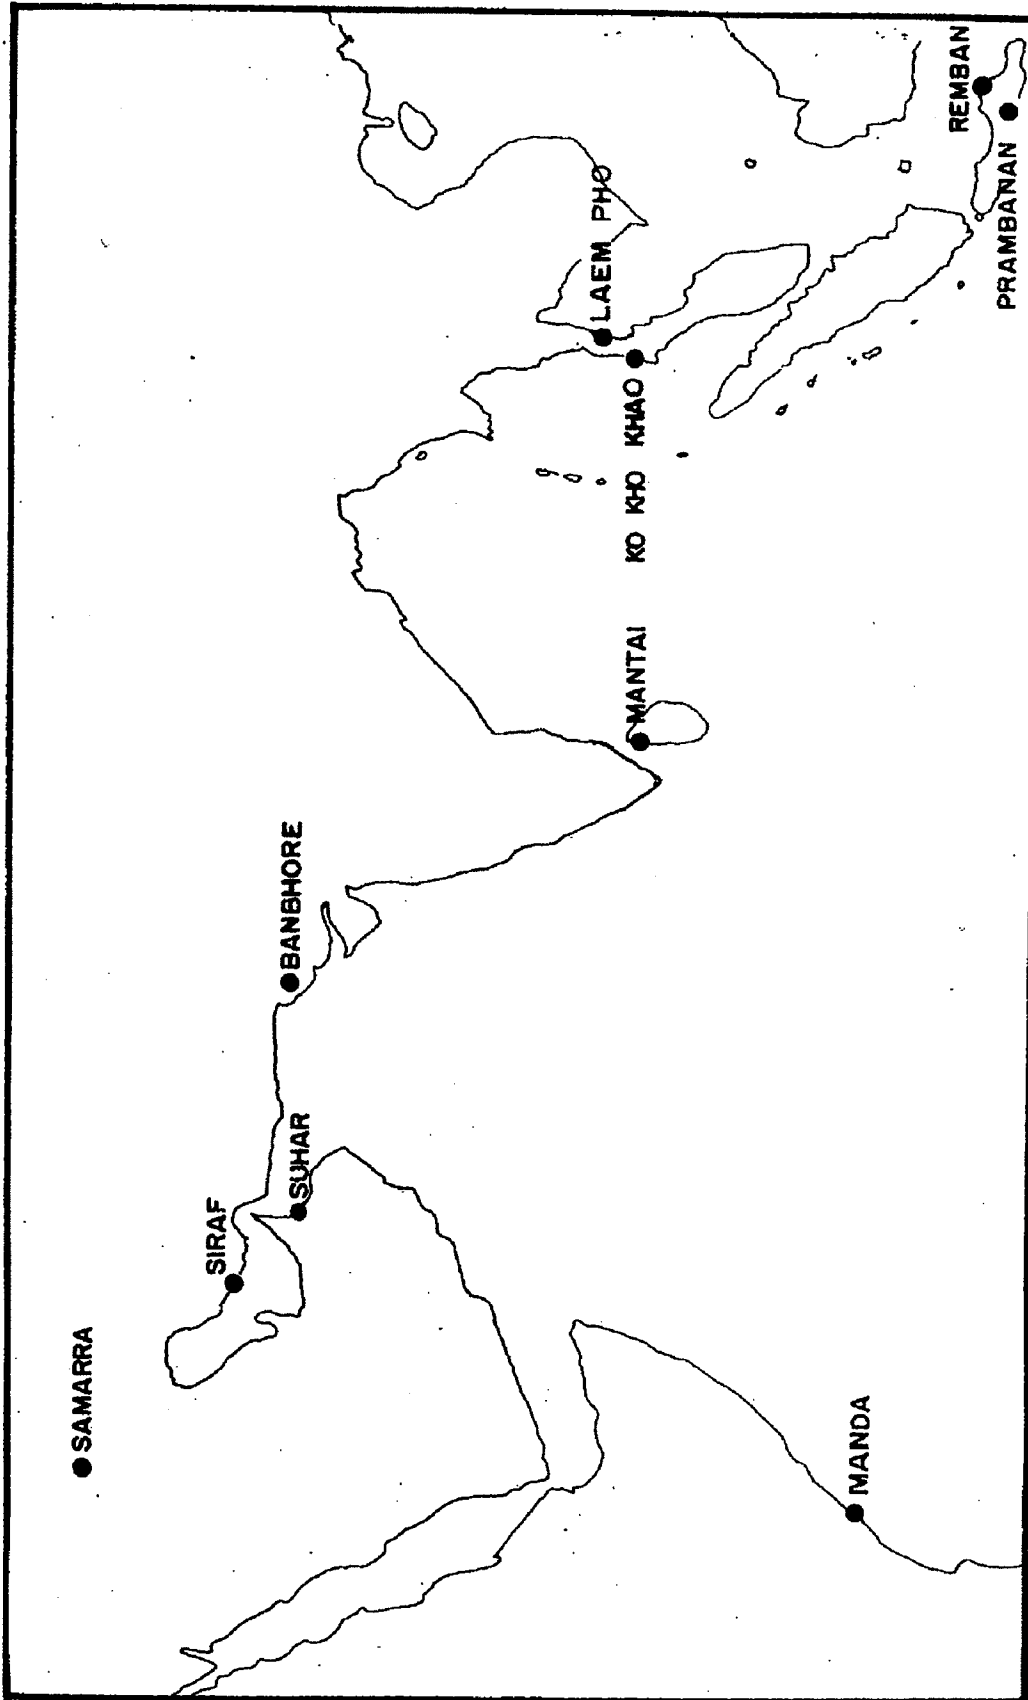 SAMARRA
SIRAF
SUHAR
BANBHORE
MANTAI
KO KHO KHAO
LAEM PHO
REMBAN
PRAMBANAN
MANDA